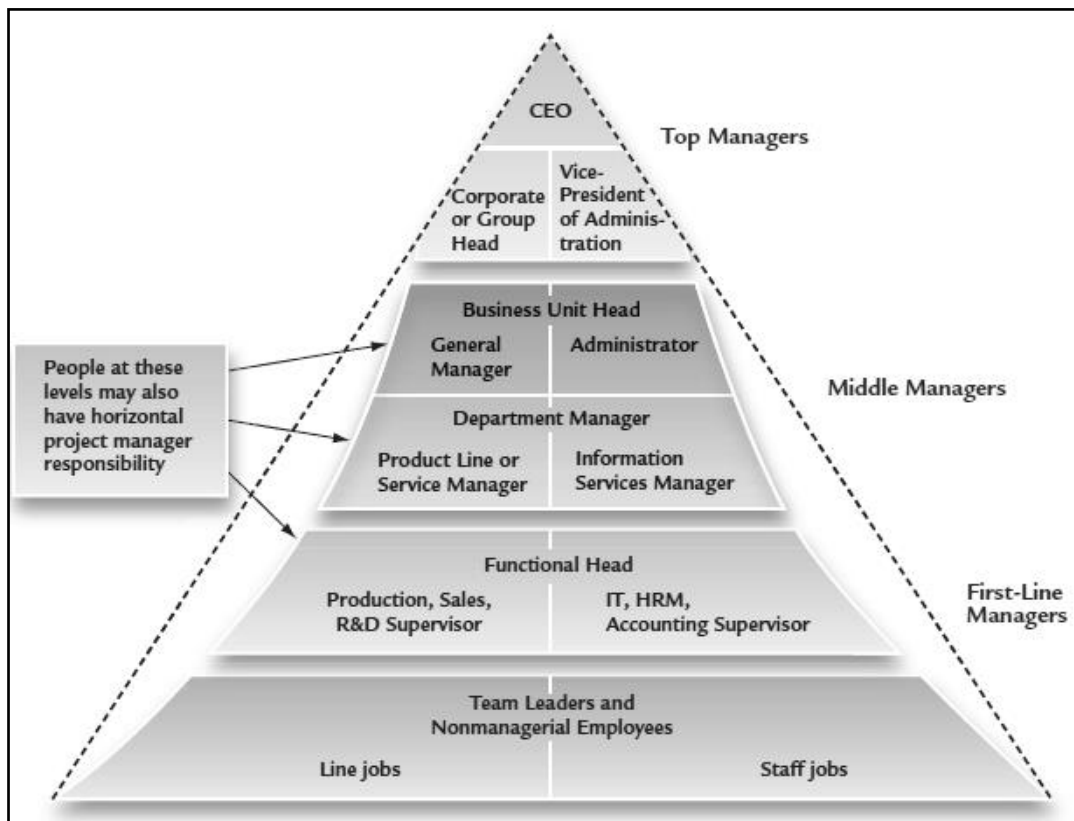 CEO
Top Managers
Corporate
or Group
Head
Vice-
President
of Adminis-
tration
Business Unit Head
General
Manager
Administrator
People at these
levels may also
have horizontal
project manager
responsibility
Middle Managers
Department Manager
Product Line or
Service Manager
Information
Services Manager
Functional Head
Production, Sales,
R&D Supervisor
IT, HRM,
Accounting Supervisor
First-Line
Managers
Team Leaders and
Nonmanagerial Employees
Line jobs
Staff jobs